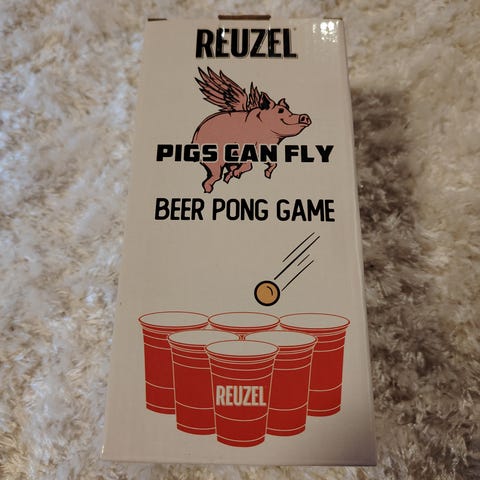 REUZEL
PIGS CAN FLY
BEER PONG GAME
REUZEL